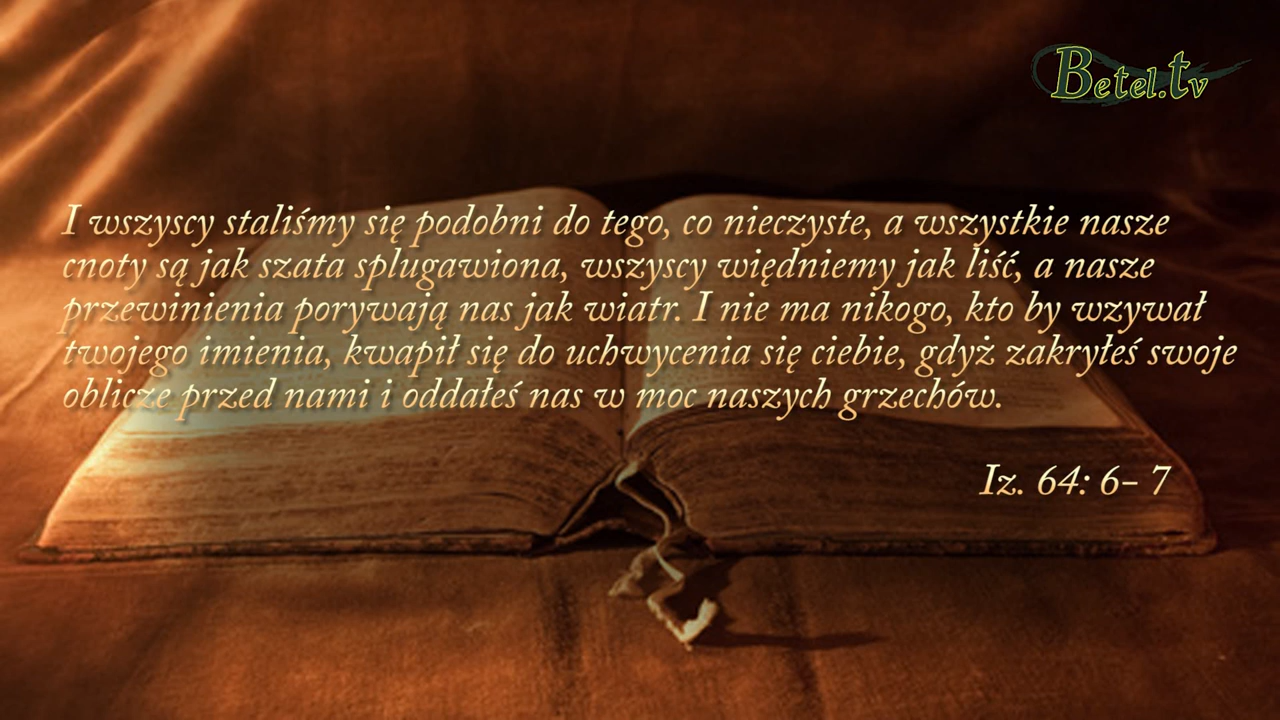 Betel.tv
I wszyscy staliśmy się podobni do tego, co nieczyste, a wszystkie nasze
cnoty są jak szata splugawiona, wszyscy więdniemy jak liść, a nasze
przewinienia porywają nas jak wiatr. I nie ma nikogo, kto by wzywał
twojego imienia, kwapił się do uchwycenia się ciebie, gdyż zakryłeś swoje
oblicze przed nami i oddałeś nas w moc naszych grzechów.
Iz. 64: 6- 7